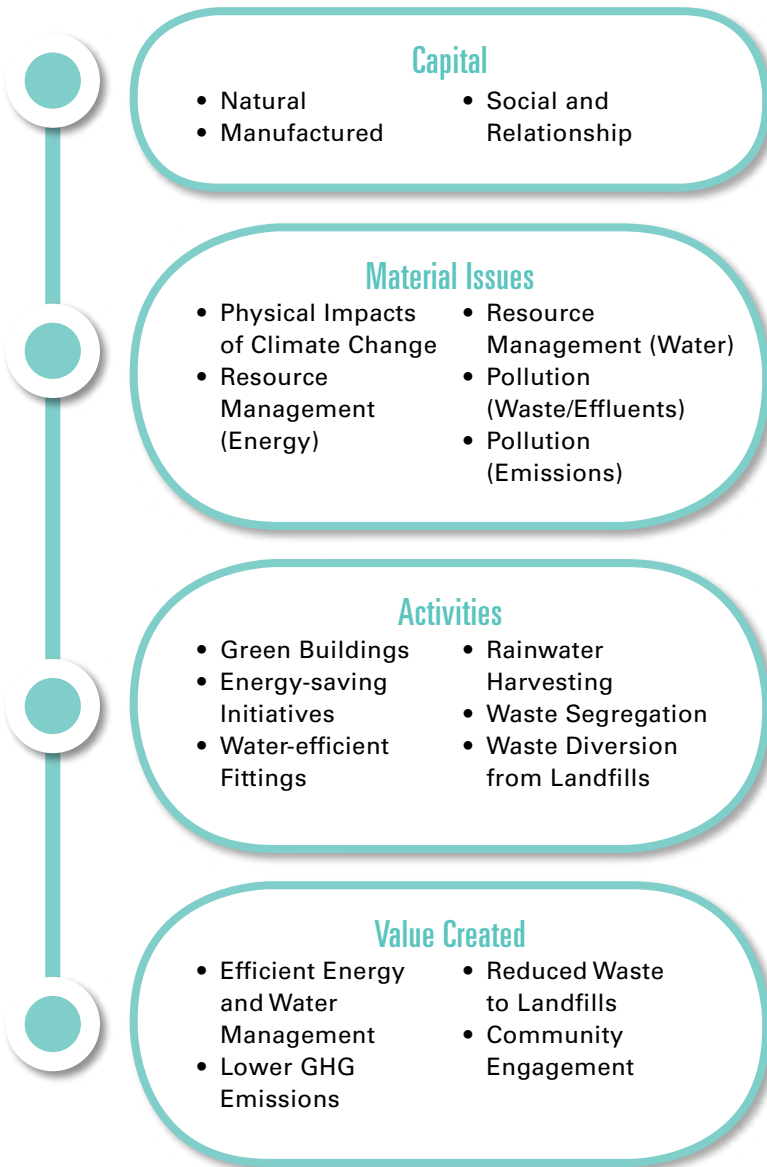 Capital
• Natural
• Manufactured
• Social and
Relationship
Material Issues
• Physical Impacts
of Climate Change
• Resource
Management
(Energy)
• Resource
Management (Water)
• Pollution
(Waste/Effluents)
• Pollution
(Emissions)
Activities
• Green Buildings
• Energy-saving
Initiatives
• Water-efficient
Fittings
• Rainwater
Harvesting
• Waste Segregation
• Waste Diversion
from Landfills
Value Created
• Efficient Energy
and Water
Management
• Lower GHG
Emissions
• Reduced Waste
to Landfills
• Community
Engagement